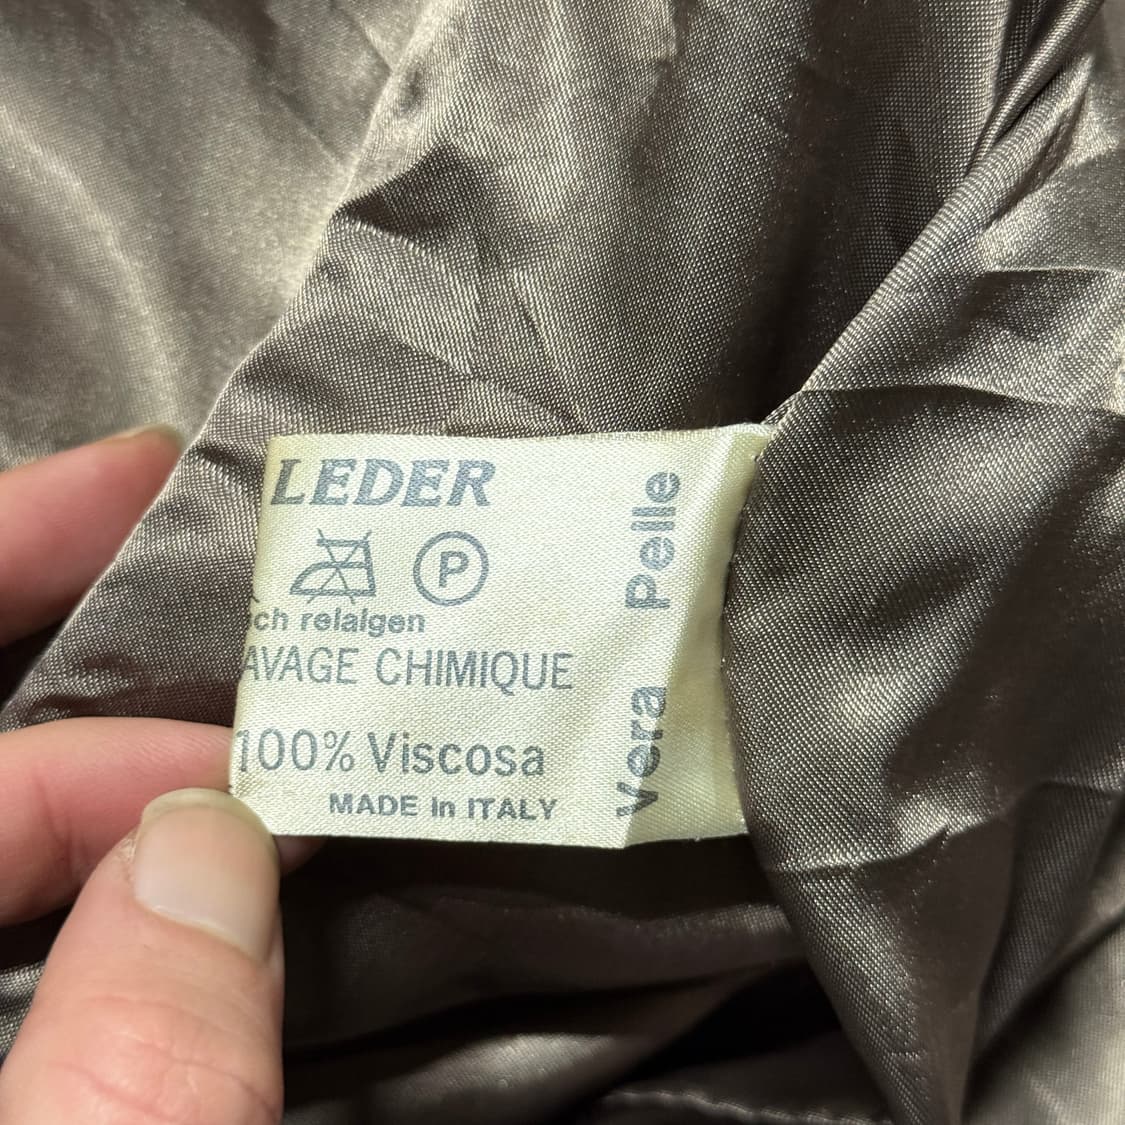 LEDER
P
ch relaigen
AVAGE CHIMIQUE
100% Viscosa
MADE in ITALY
Vera Pelle